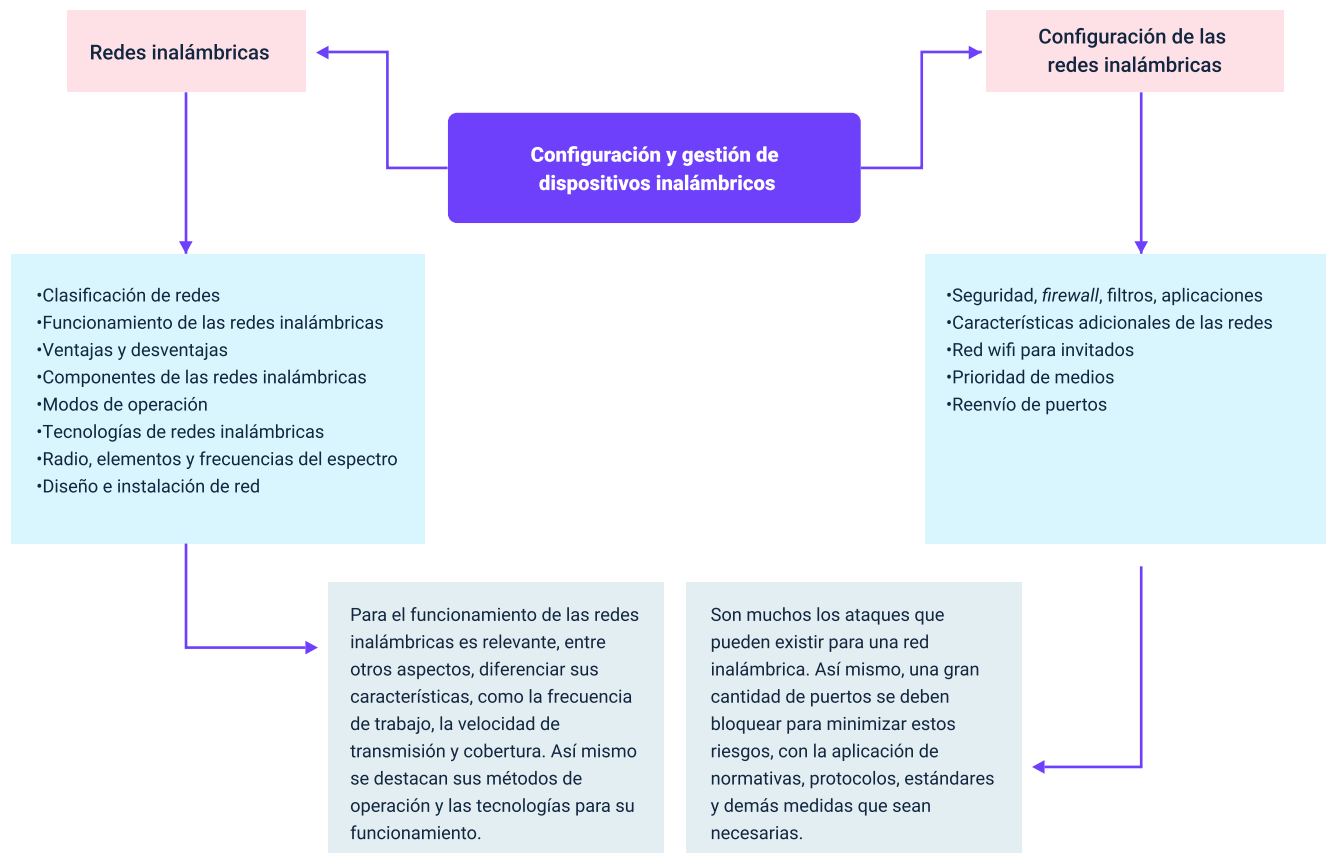 Redes inalámbricas
Configuración de las
redes inalámbricas
Configuración y gestión de
dispositivos inalámbricos
•Clasificación de redes
•Funcionamiento de las redes inalámbricas
•Ventajas y desventajas
•Componentes de las redes inalámbricas
•Modos de operación
•Tecnologías de redes inalámbricas
•Radio, elementos y frecuencias del espectro
•Diseño e instalación de red
•Seguridad, firewall, filtros, aplicaciones
•Características adicionales de las redes
•Red wifi para invitados
•Prioridad de medios
•Reenvío de puertos
Para el funcionamiento de las redes
inalámbricas es relevante, entre
otros aspectos, diferenciar sus
características, como la frecuencia
de trabajo, la velocidad de
transmisión y cobertura. Así mismo
se destacan sus métodos de
operación y las tecnologías para su
funcionamiento.
Son muchos los ataques que
pueden existir para una red
inalámbrica. Así mismo, una gran
cantidad de puertos se deben
bloquear para minimizar estos
riesgos, con la aplicación de
normativas, protocolos, estándares
y demás medidas que sean
necesarias.